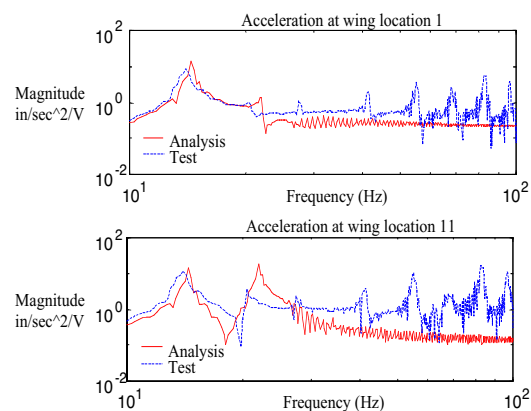 Acceleration at wing location 1
10^2
Magnitude
in/sec^2/V
10^0
Analysis
Test
10^-2
10^1
Frequency (Hz)
10^2
Acceleration at wing location 11
10^2
Magnitude
in/sec^2/V
10^0
Analysis
Test
10^-2
10^1
Frequency (Hz)
10^2